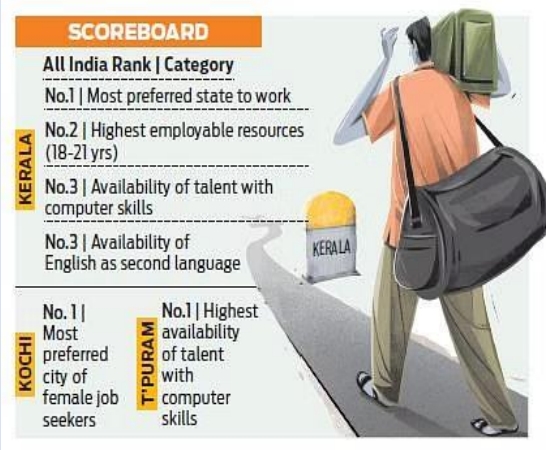 SCOREBOARD
All India Rank | Category
No.1 | Most preferred state to work
No.2 | Highest employable resources
(18-21 yrs)
No.3 | Availability of talent with
computer skills
No.3 | Availability of
English as second language
KERALA
KERALA
KOCHI
No. 1 |
Most
preferred
city of
female job
seekers
T'PURAM
No.1 | Highest
availability
of talent
with
computer
skills